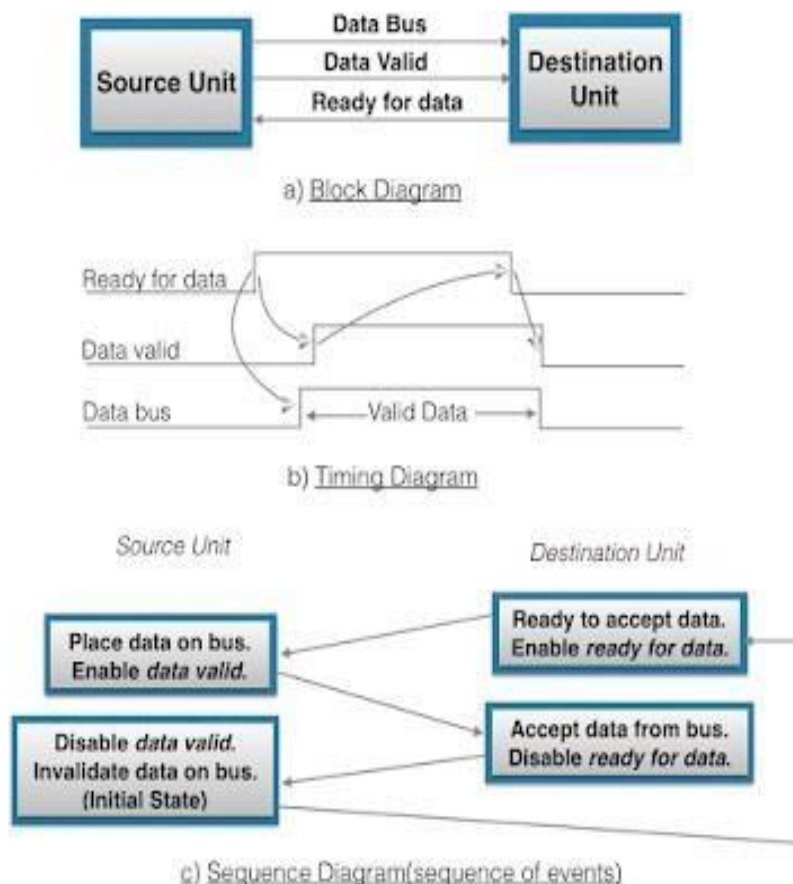 Data Bus
Source Unit
Data Valid
Destination
Unit
Ready for data
a) Block Diagram
Ready for data
Data valid
Data bus
Valid Data
b) Timing Diagram
Source Unit
Destination Unit
Place data on bus.
Enable data valid.
Ready to accept data.
Enable ready for data.
Disable data valid.
Invalidate data on bus.
(Initial State)
Accept data from bus.
Disable ready for data.
c) Sequence Diagram(sequence of events)